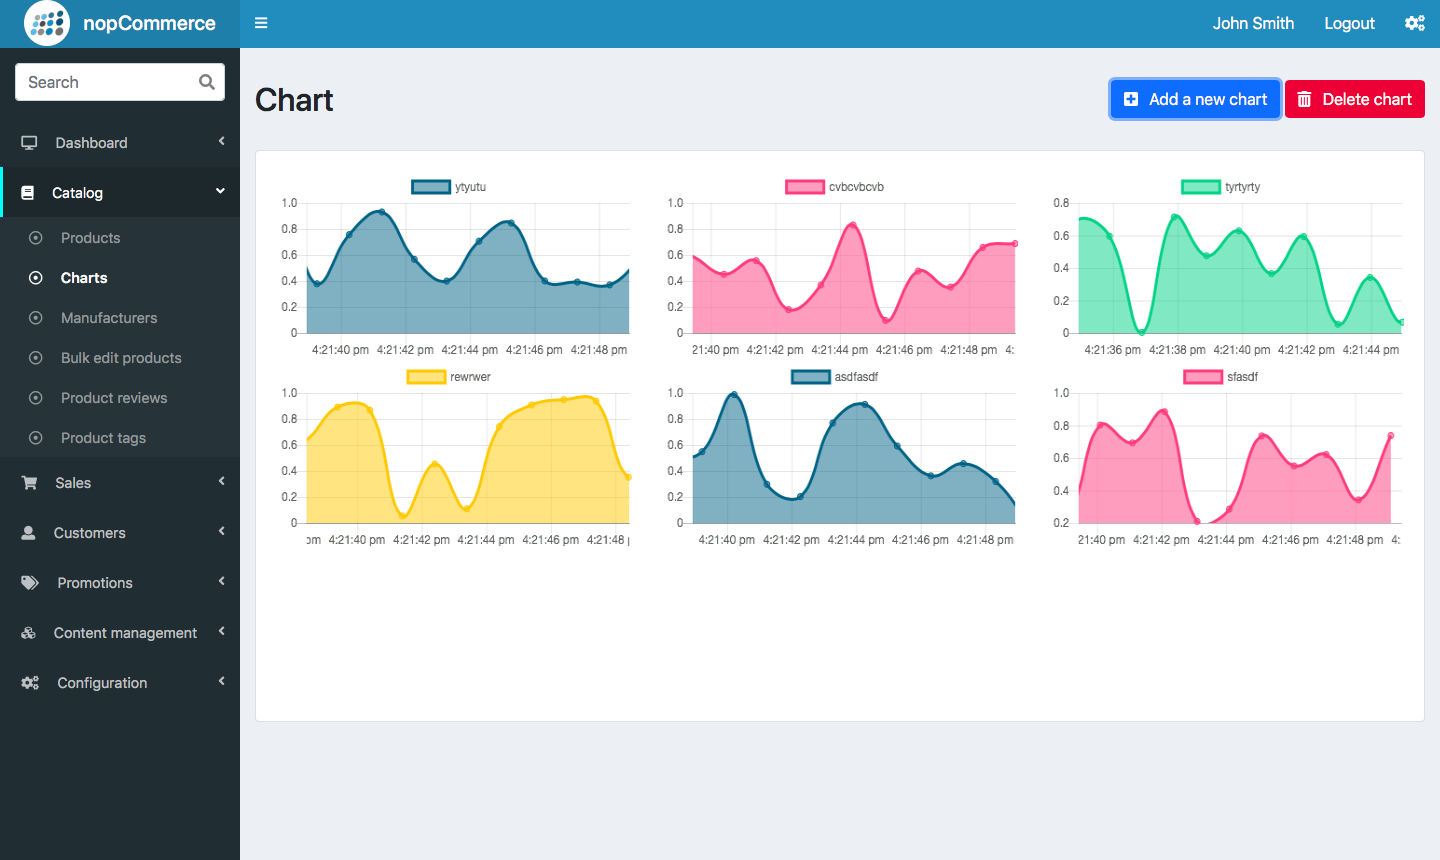 nopCommerce
John Smith
Logout
Search
Dashboard
Catalog
Products
Charts
Manufacturers
Bulk edit products
Product reviews
Product tags
Sales
Customers
Promotions
Content management
Configuration
Chart
Add a new chart
Delete chart
ytyutu
1.0
0.8
0.6
0.4
0.2
0
4:21:40 pm 4:21:42 pm 4:21:44 pm 4:21:46 pm 4:21:48 pm
cvbcvbcvb
1.0
0.8
0.6
0.4
0.2
0
21:40 pm 4:21:42 pm 4:21:44 pm 4:21:46 pm 4:21:48 pm 4:
tyrtyrty
0.8
0.6
0.4
0.2
0
4:21:36 pm 4:21:38 pm 4:21:40 pm 4:21:42 pm 4:21:44 pm
rewrwer
1.0
0.8
0.6
0.4
0.2
0
om 4:21:40 pm 4:21:42 pm 4:21:44 pm 4:21:46 pm 4:21:48
asdfasdf
1.0
0.8
0.6
0.4
0.2
0
4:21:40 pm 4:21:42 pm 4:21:44 pm 4:21:46 pm 4:21:48 pm
sfasdf
1.0
0.8
0.6
0.4
0.2
21:40 pm 4:21:42 pm 4:21:44 pm 4:21:46 pm 4:21:48 pm 4: